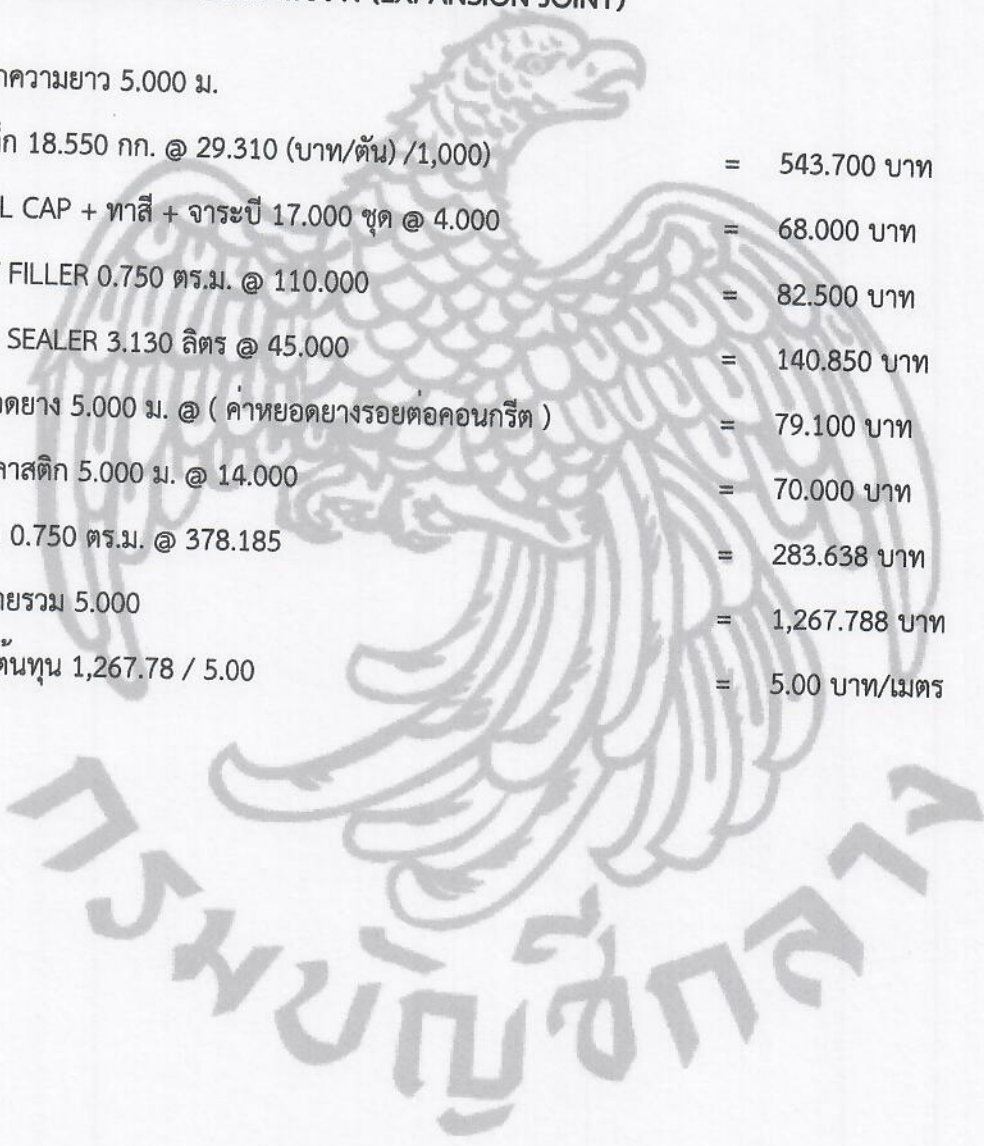 (EXPANSION JOINT)
ความยาว 5.000 ม.
18.550 กก. @ 29.310 (บาท/ตัน) /1,000) = 543.700 บาท
L CAP + ทาสี + จาระบี 17.000 ชุด @ 4.000 = 68.000 บาท
FILLER 0.750 ตร.ม. @ 110.000 = 82.500 บาท
SEALER 3.130 ลิตร @ 45.000 = 140.850 บาท
ดยาง 5.000 ม. @ ( ค่าหยอดยางรอยต่อคอนกรีต ) = 79.100 บาท
ลาสติก 5.000 ม. @ 14.000 = 70.000 บาท
0.750 ตร.ม. @ 378.185 = 283.638 บาท
ยรวม 5.000 = 1,267.788 บาท
ต้นทุน 1,267.78 / 5.00 = 5.00 บาท/เมตร
กรมบัญชีกลาง